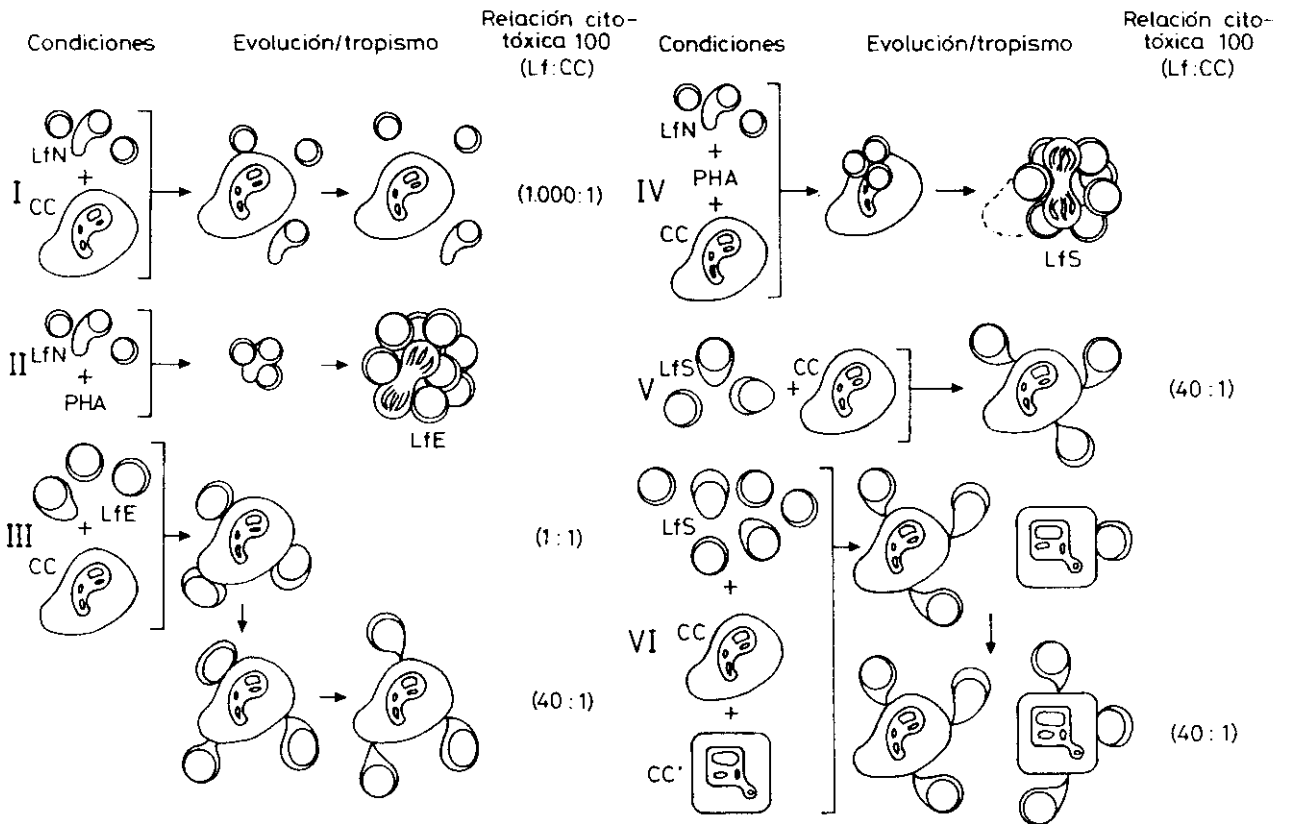 Condiciones
Evolución/tropismo
Relación cito-
tóxica 100
(Lf:CC)
I
LfN
+
CC
(1.000:1)
II
LfN
+
PHA
LfE
III
LfE
+
CC
(1:1)
(40:1)
Condiciones
Evolución/tropismo
Relación cito-
tóxica 100
(Lf:CC)
IV
LfN
+
PHA
+
CC
LfS
V
LfS
+
CC
(40:1)
VI
LfS
+
CC
+
CC'
(40:1)